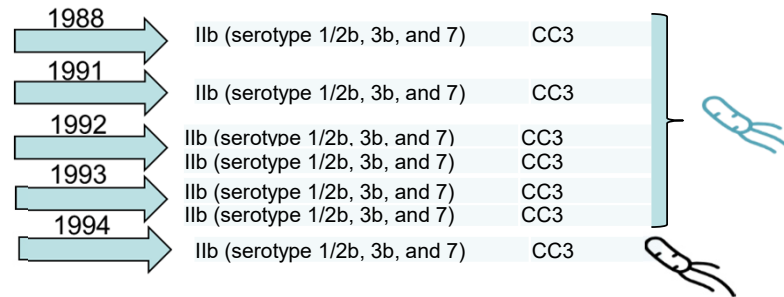 1988
IIb (serotype 1/2b, 3b, and 7) CC3
1991
IIb (serotype 1/2b, 3b, and 7) CC3
1992
IIb (serotype 1/2b, 3b, and 7) CC3
IIb (serotype 1/2b, 3b, and 7) CC3
1993
IIb (serotype 1/2b, 3b, and 7) CC3
IIb (serotype 1/2b, 3b, and 7) CC3
1994
IIb (serotype 1/2b, 3b, and 7) CC3